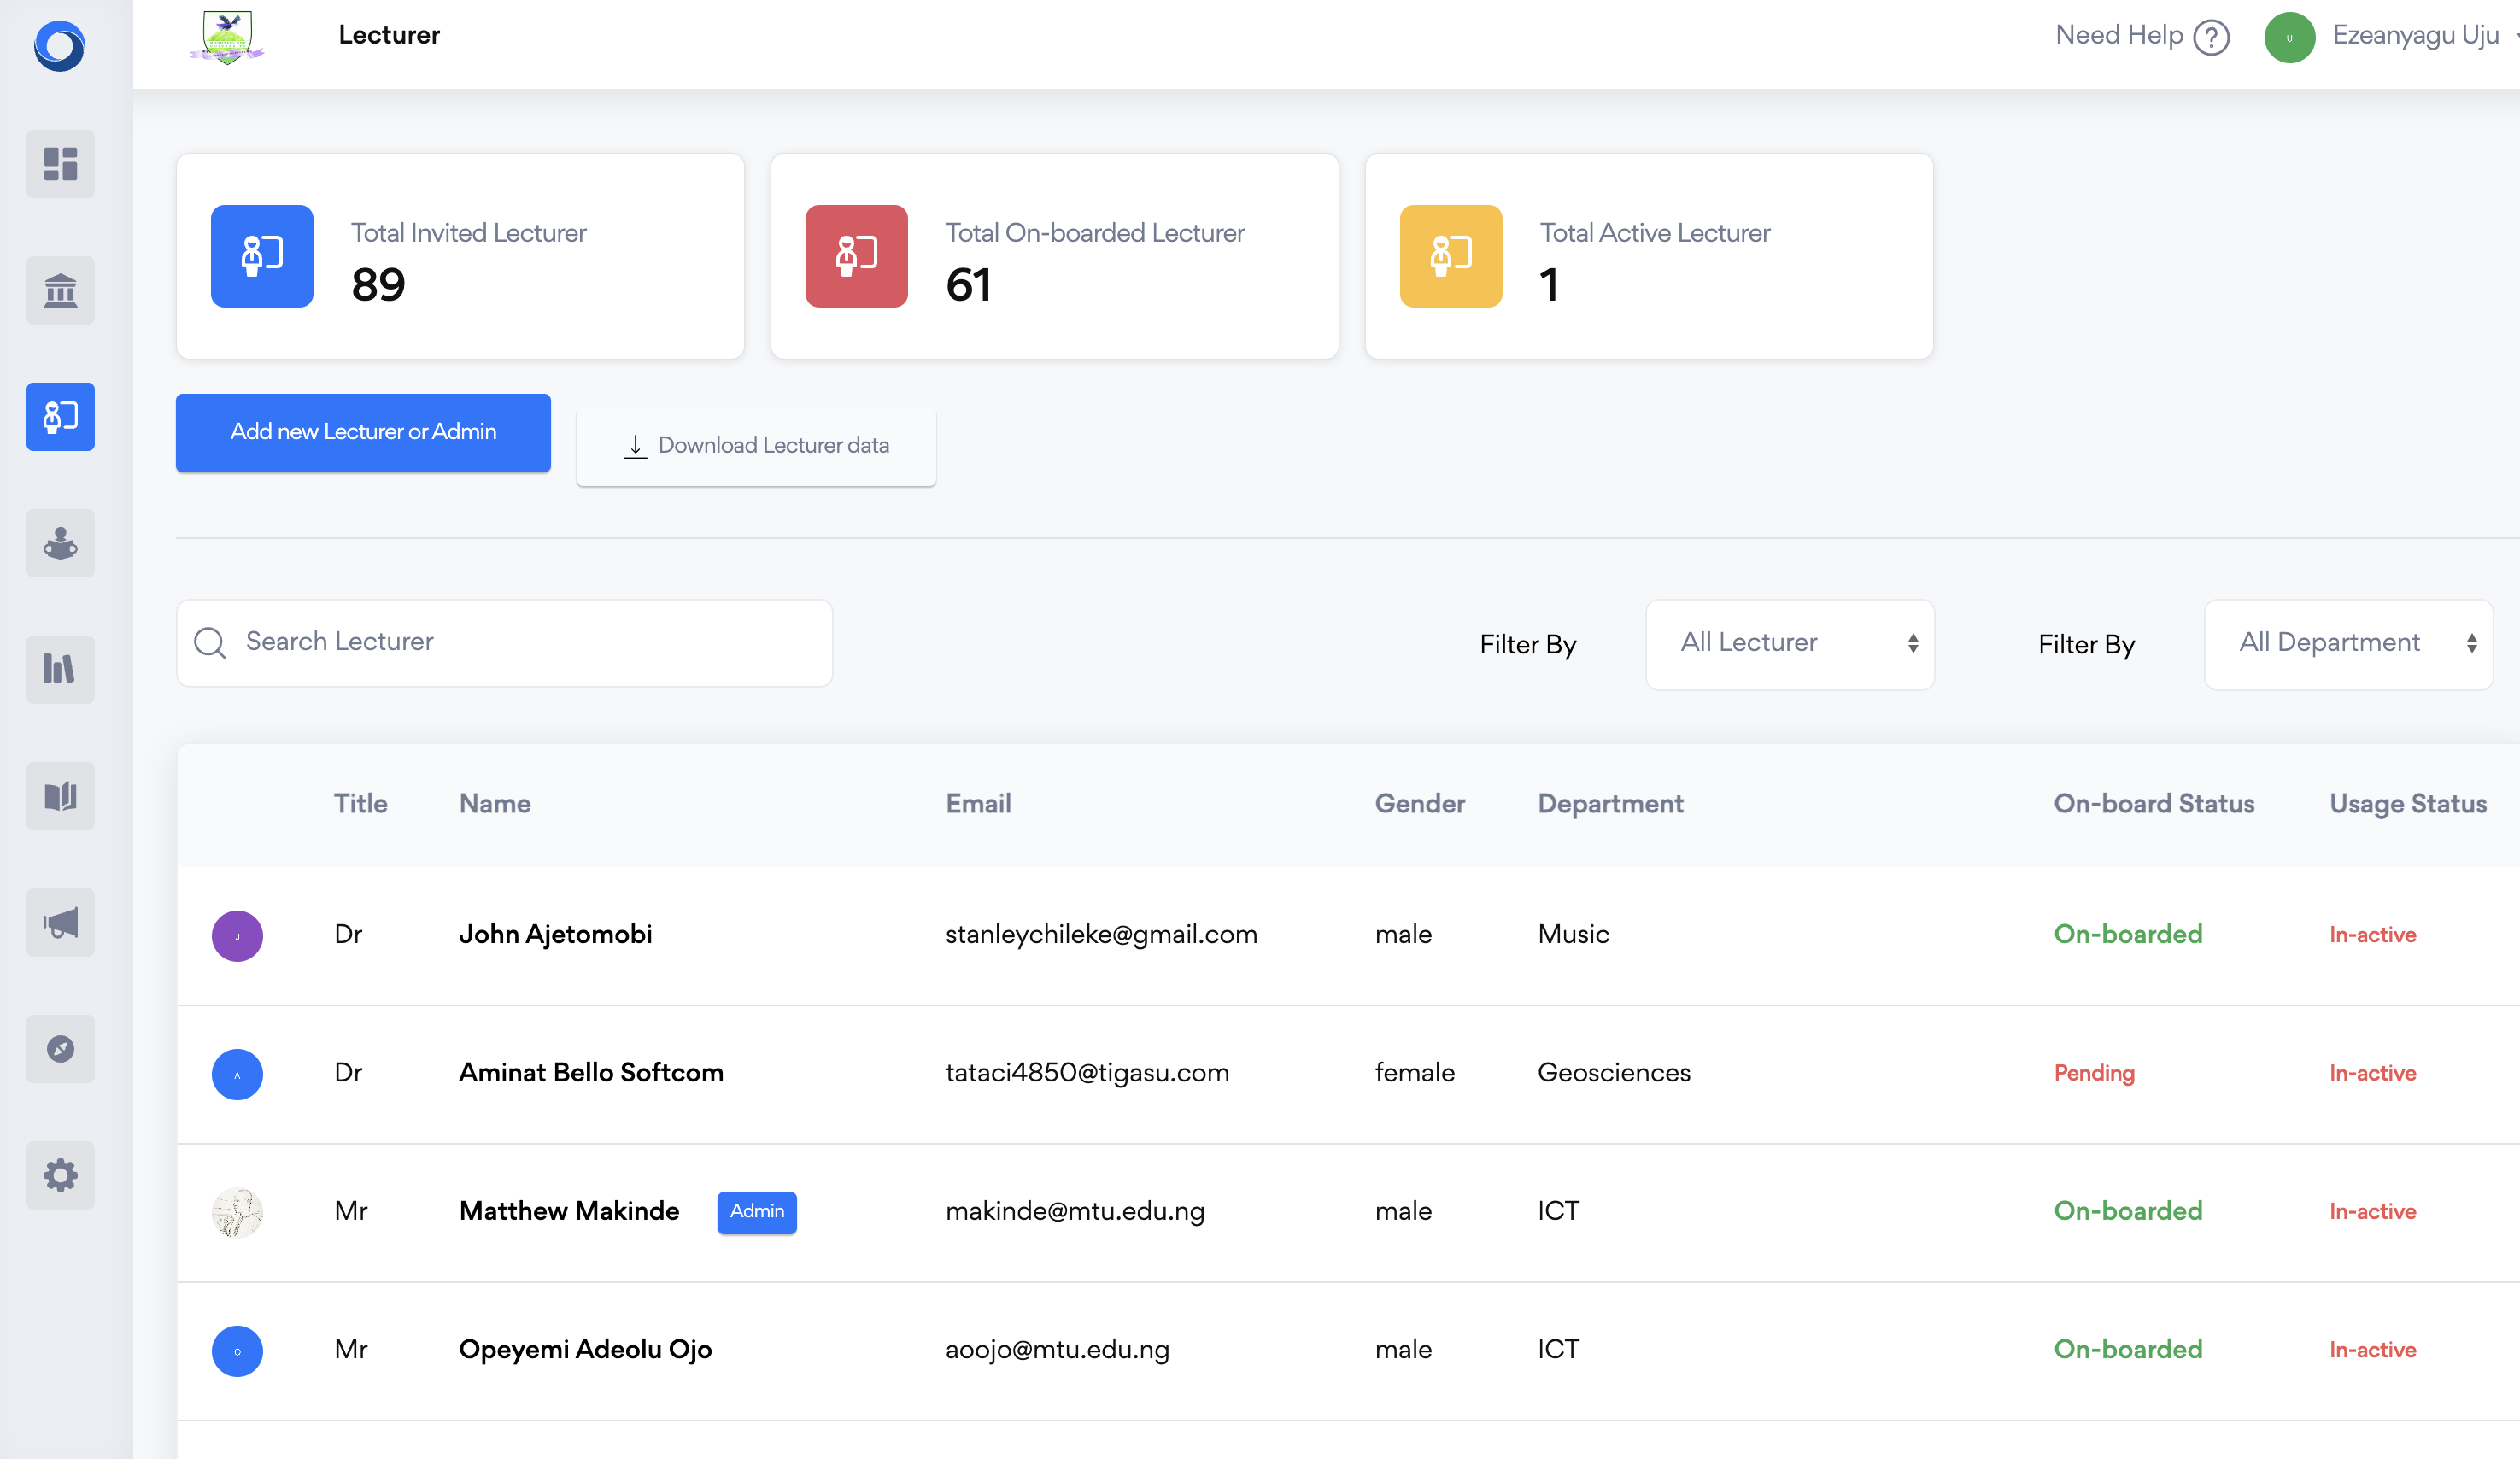 Lecturer
Need Help ?
U
Ezeanyagu Uju
Total Invited Lecturer
89
Total On-boarded Lecturer
61
Total Active Lecturer
1
Add new Lecturer or Admin
Download Lecturer data
Search Lecturer
Filter By
All Lecturer
Filter By
All Department
Title Name Email Gender Department On-board Status Usage Status
J Dr John Ajetomobi stanleychileke@gmail.com male Music On-boarded In-active
A Dr Aminat Bello Softcom tataci4850@tigasu.com female Geosciences Pending In-active
Mr Matthew Makinde Admin makinde@mtu.edu.ng male ICT On-boarded In-active
O Mr Opeyemi Adeolu Ojo aoojo@mtu.edu.ng male ICT On-boarded In-active